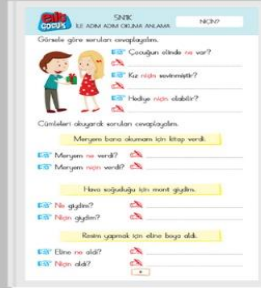 ÇOCUK
İLE ADIM ADIM OKUMA ANLAMA
NİÇİN?
Görsele göre soruları cevaplayalım.
Çocuğun elinde ne var?
Kız niçin sevinmiştir?
Hediye niçin olabilir?
Cümleleri okuyarak soruları cevaplayalım.
Meryem bana okumam için kitap verdi.
Meryem ne verdi?
Meryem niçin verdi?
Hava soğuduğu için mont giydim.
Ne giydim?
Niçin giydim?
Resim yapmak için eline boya aldı.
Eline ne aldı?
Niçin aldı?